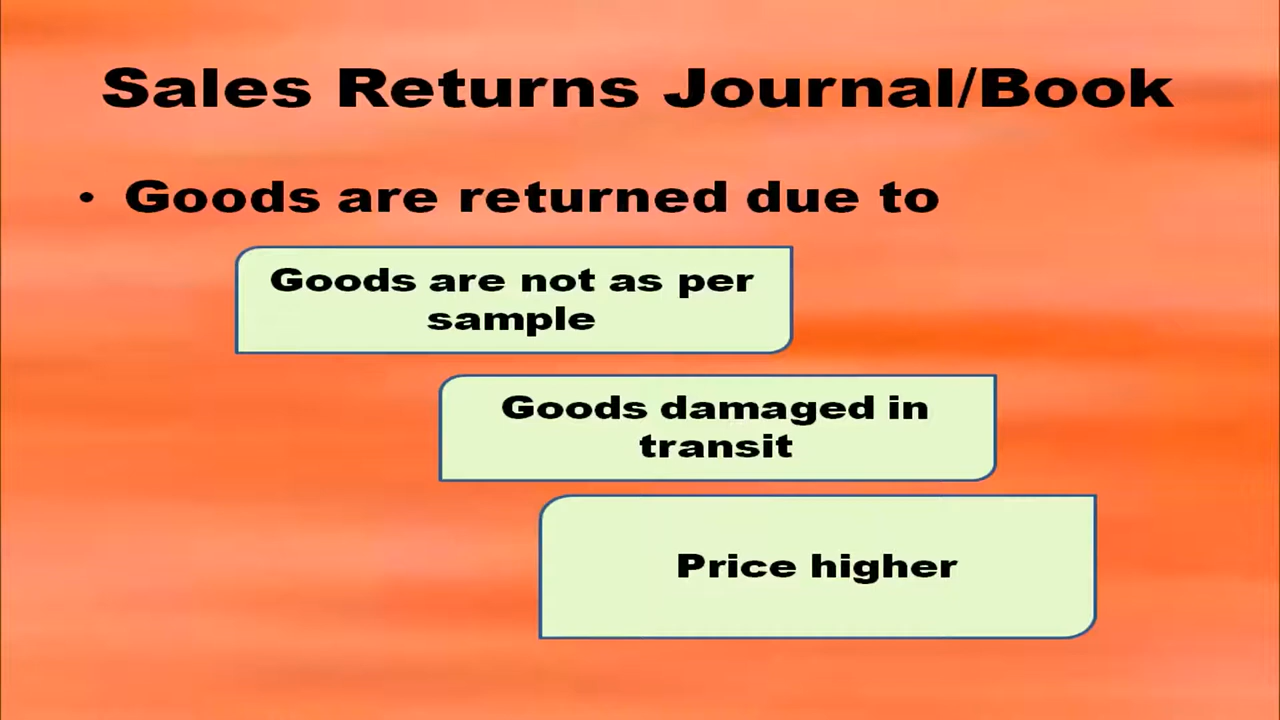 Sales Returns Journal/Book
• Goods are returned due to
Goods are not as per
sample
Goods damaged in
transit
Price higher